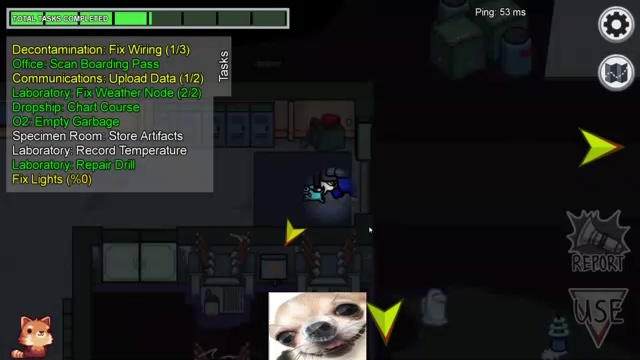 TOTAL TASKS COMPLETED
Ping: 53 ms
Decontamination: Fix Wiring (1/3)
Office: Scan Boarding Pass
Communications: Upload Data (1/2)
Laboratory: Fix Weather Node (2/2)
Dropship: Chart Course
O2: Empty Garbage
Specimen Room: Store Artifacts
Laboratory: Record Temperature
Laboratory: Repair Drill
Fix Lights (%0)
Tasks
REPORT
USE